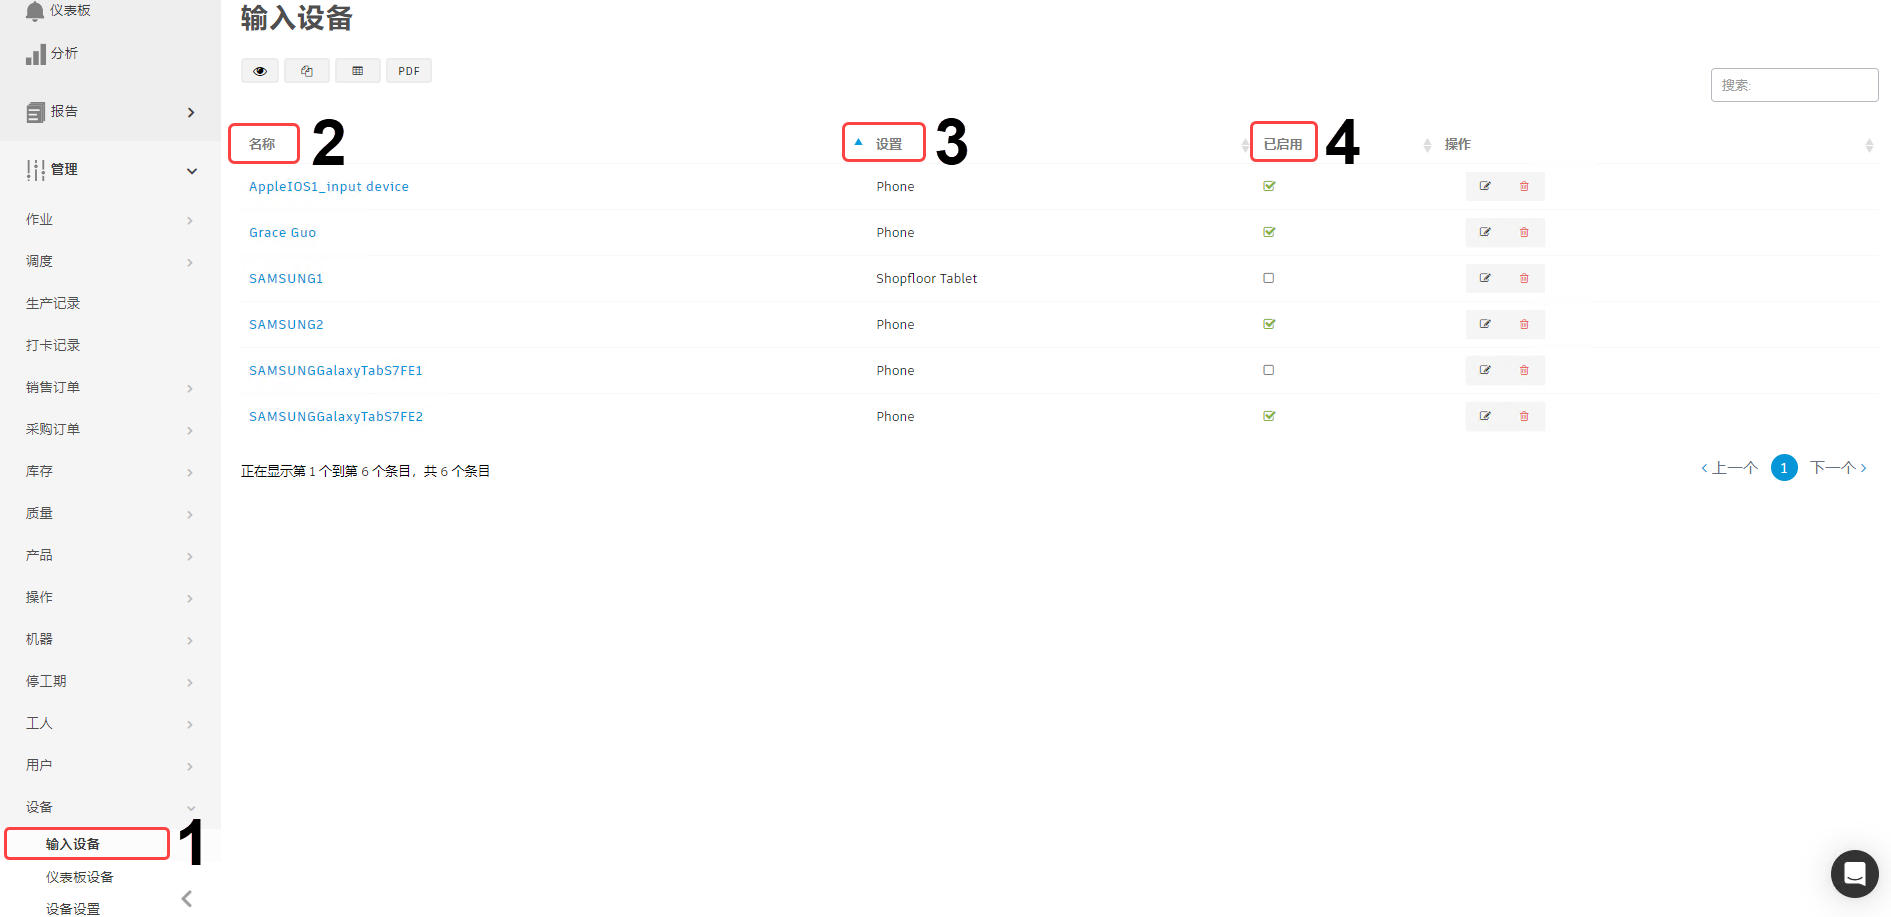 仪表板
分析
报告
管理
作业
调度
生产记录
打卡记录
销售订单
采购订单
库存
质量
产品
操作
机器
停工期
工人
用户
设备
输入设备 1
仪表板设备
设备设置
输入设备
PDF
搜索:
名称 2 设置 3 已启用 4 操作
AppleIOS1_input device Phone
Grace Guo Phone
SAMSUNG1 Shopfloor Tablet
SAMSUNG2 Phone
SAMSUNGGalaxyTabS7FE1 Phone
SAMSUNGGalaxyTabS7FE2 Phone
正在显示第 1 个到第 6 个条目，共 6 个条目
‹ 上一个 1 下一个 ›